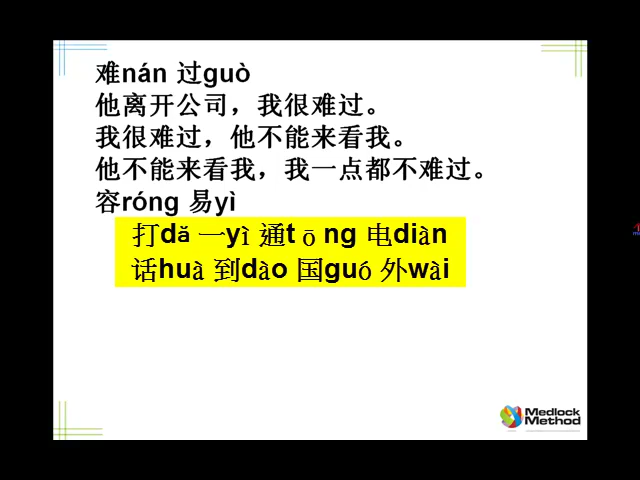 难nán 过guò
他离开公司，我很难过。
我很难过，他不能来看我。
他不能来看我，我一点都不难过。
容róng 易yì
打dǎ 一yì 通tōng 电diàn
话huà 到dào 国guó 外wài
Medlock
Method